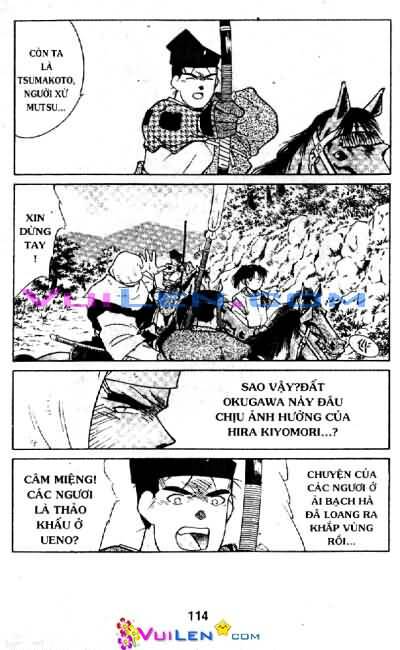 CÒN TA
LÀ
TSUMAKOTO,
NGƯỜI XỨ
MUTSU...
XIN
DỪNG
TAY
!
VUILEN.COM
SAO VẬY?ĐẤT
OKUGAWA NÀY ĐÂU
CHỊU ẢNH HƯỞNG CỦA
HIRA KIYOMORI...?
CÂM MIỆNG!
CÁC NGƯƠI
LÀ THẢO
KHẤU Ở
UENO?
CHUYỆN CỦA
CÁC NGƯƠI Ở
ẢI BẠCH HÀ
ĐÃ LOANG RA
KHẮP VÙNG
RỒI...
114
VUILEN.COM